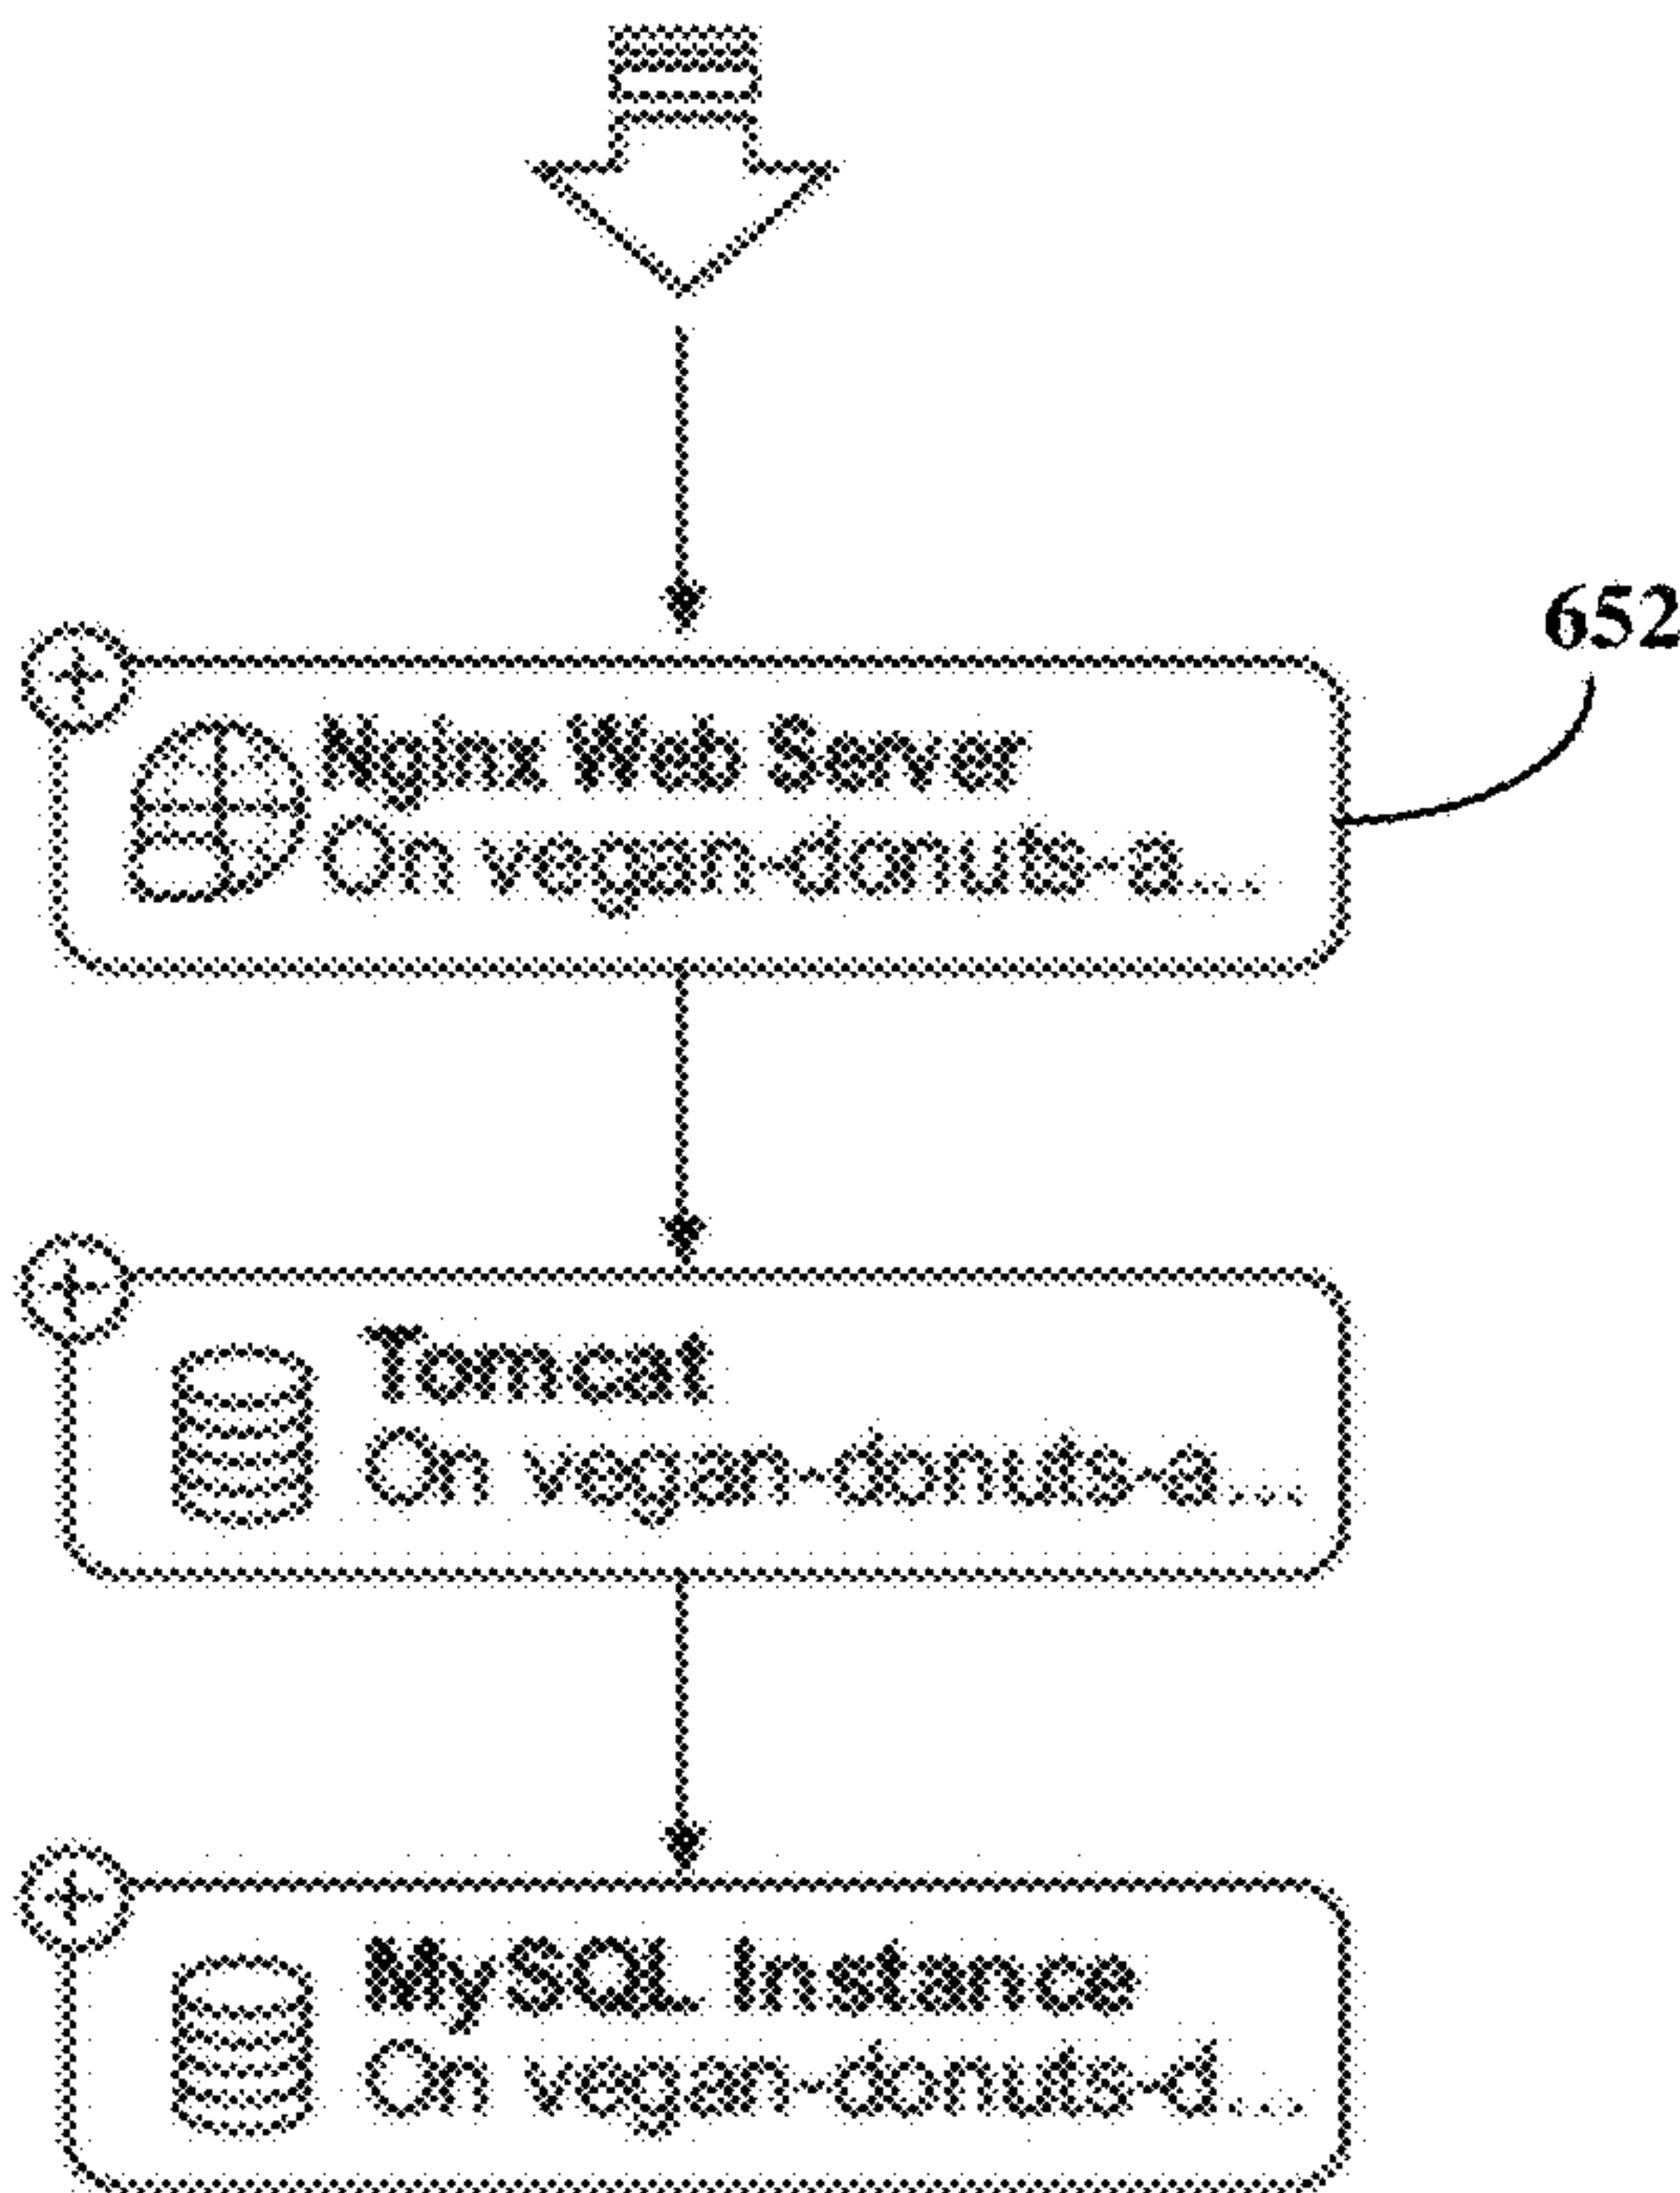 652
Nginx Web Server
On vegan-donuts-a...
Tomcat
On vegan-donuts-a...
MySQL Instance
On vegan-donuts-d...